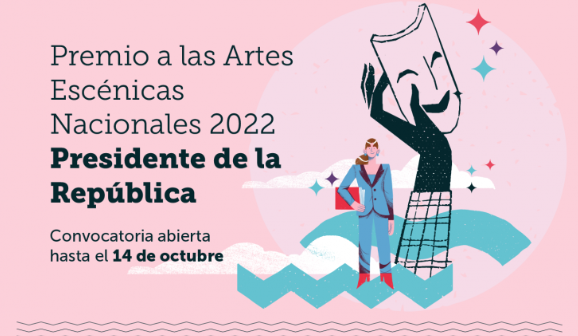 Premio a las Artes
Escénicas
Nacionales 2022
Presidente de la
República
Convocatoria abierta
hasta el 14 de octubre